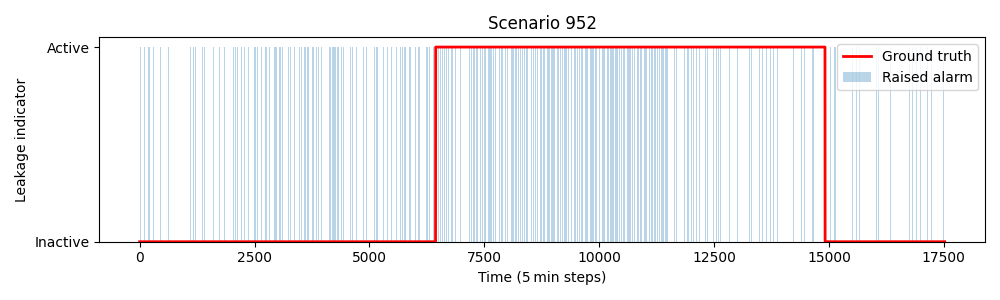 Scenario 952
Active
Inactive
Leakage indicator
Ground truth
Raised alarm
0 2500 5000 7500 10000 12500 15000 17500
Time (5 min steps)